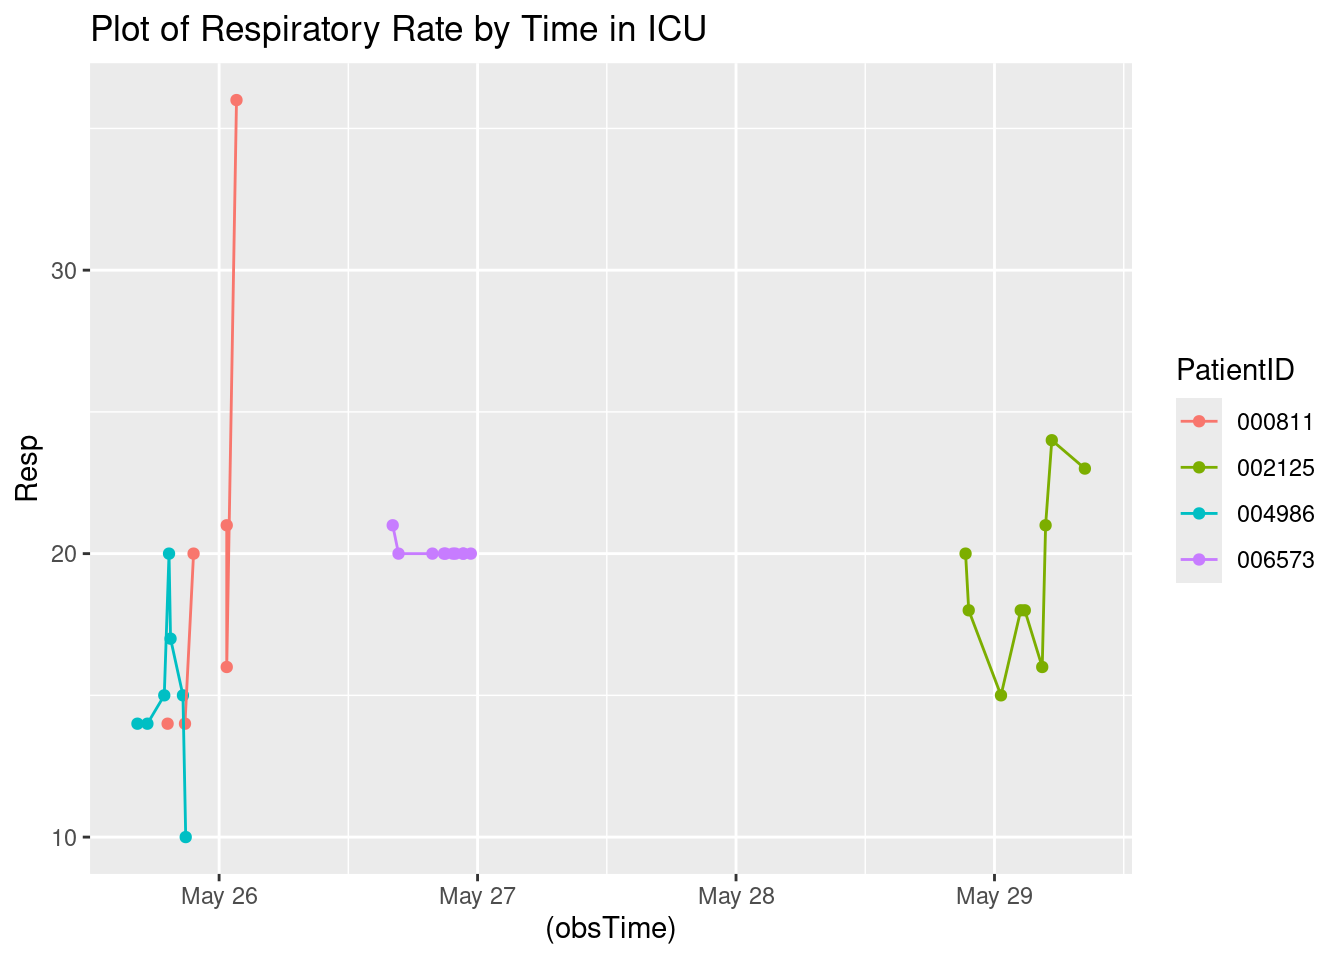 Plot of Respiratory Rate by Time in ICU
Resp
30
20
10
May 26
May 27
May 28
May 29
(obsTime)
PatientID
000811
002125
004986
006573